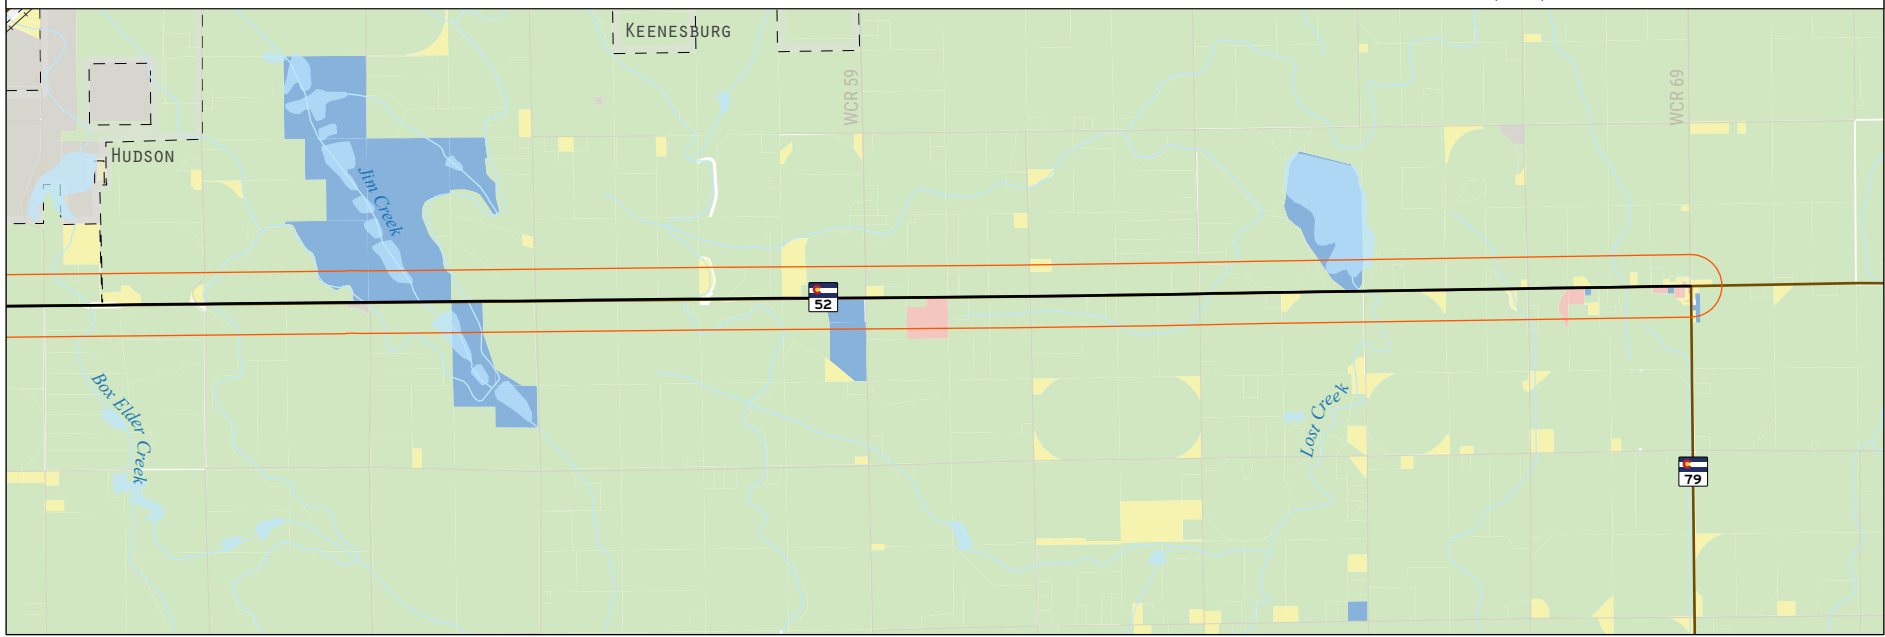 KEENESBURG
WCR 59
WCR 69
HUDSON
Jim Creek
52
Box Elder Creek
Lost Creek
79